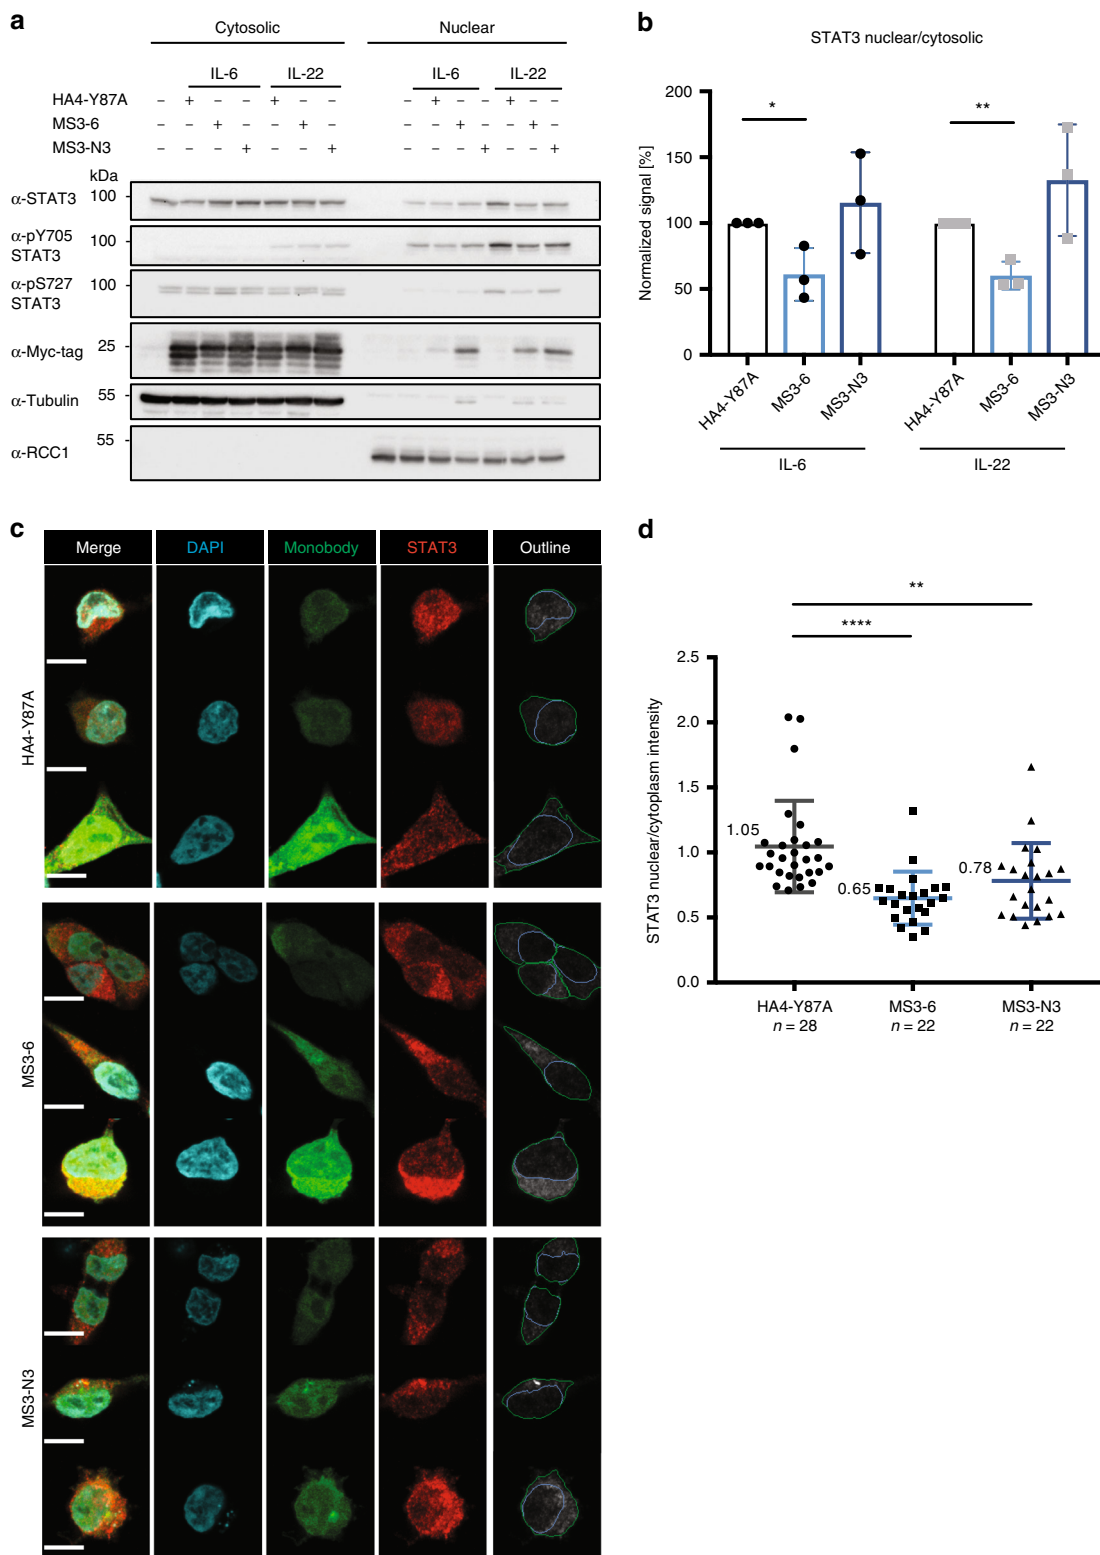 a
Cytosolic Nuclear
IL-6 IL-22 IL-6 IL-22
HA4-Y87A – + – – + – – – + – – + – –
MS3-6 – – + – – + – – – + – – + –
MS3-N3 – – – + – – + – – – + – – +
kDa
α-STAT3 100
α-pY705 STAT3 100
α-pS727 STAT3 100
α-Myc-tag 25
α-Tubulin 55
α-RCC1 55
b
STAT3 nuclear/cytosolic
Normalized signal [%]
200
150
100
50
0
* **
HA4-Y87A MS3-6 MS3-N3 HA4-Y87A MS3-6 MS3-N3
IL-6 IL-22
c
Merge DAPI Monobody STAT3 Outline
HA4-Y87A
MS3-6
MS3-N3
d
**
****
STAT3 nuclear/cytoplasm intensity
2.5
2.0
1.5
1.0
0.5
0.0
1.05
0.65
0.78
HA4-Y87A MS3-6 MS3-N3
n = 28 n = 22 n = 22